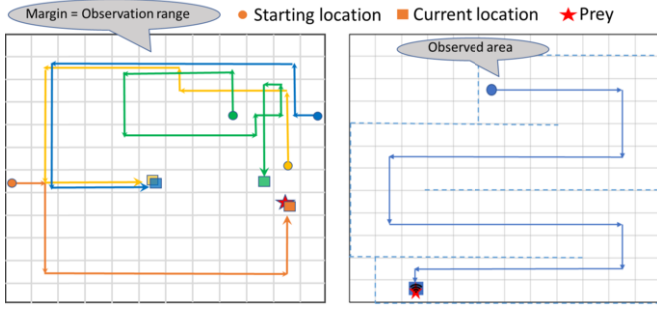 Margin = Observation range
Starting location
Current location
Prey
Observed area